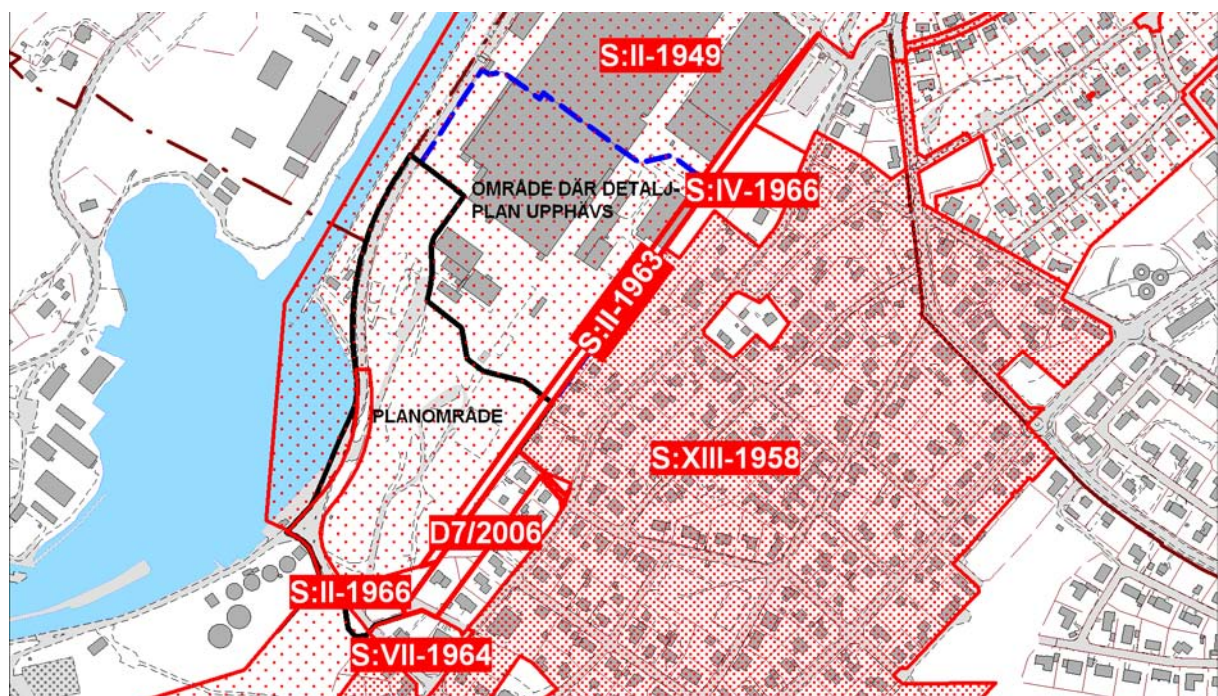 S:II-1949
OMRÅDE DÄR DETALJ-
PLAN UPPHÄVS
S:IV-1966
S:II-1963
PLANOMRÅDE
S:XIII-1958
D7/2006
S:II-1966
S:VII-1964